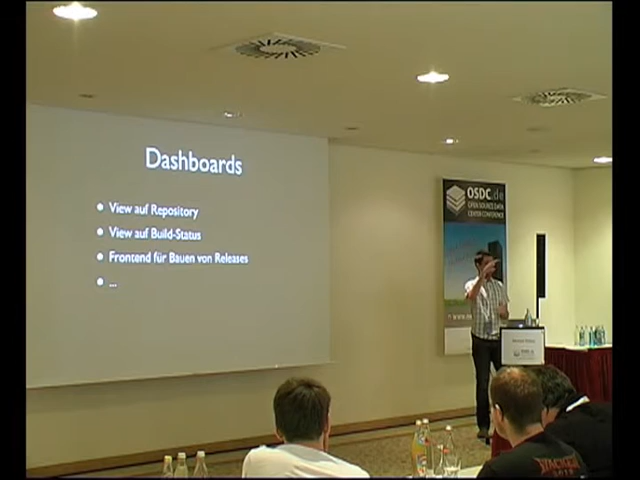 Dashboards
• View auf Repository
• View auf Build-Status
• Frontend für Bauen von Releases
• ...
OSDC.de
OPEN SOURCE DATA
CENTER CONFERENCE